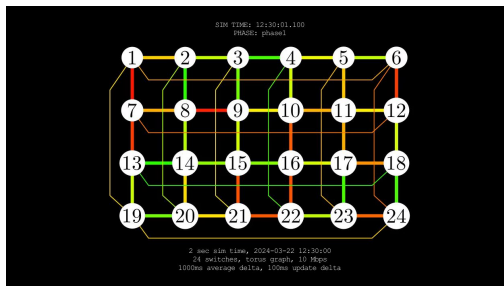 SIM TIME: 12:30:01.100
PHASE: phase1
1 2 3 4 5 6
7 8 9 10 11 12
13 14 15 16 17 18
19 20 21 22 23 24
2 sec sim time, 2024-03-22 12:30:00
24 switches, torus graph, 10 Mbps
1000ms average delta, 100ms update delta